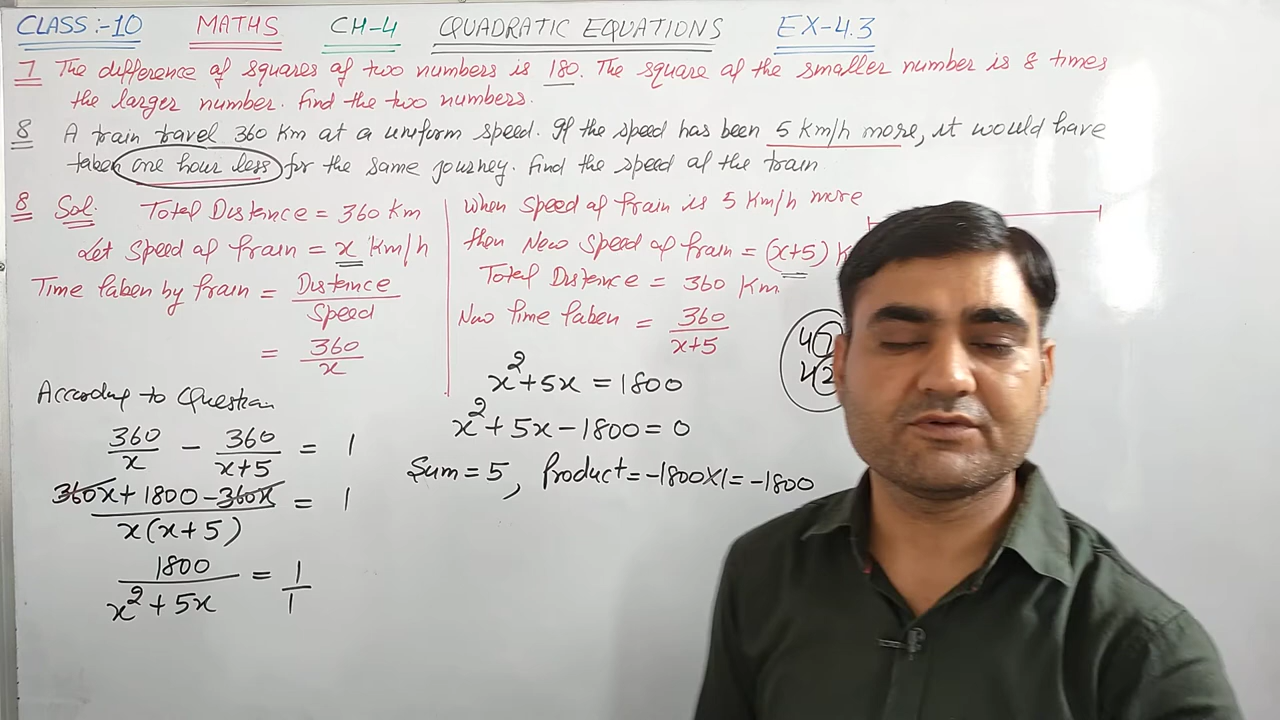 CLASS:-10 MATHS CH-4 QUADRATIC EQUATIONS EX-4.3
7 The difference of squares of two numbers is 180. The square of the smaller number is 8 times
the larger number. Find the two numbers.
8 A train travel 360 Km at a uniform speed. If the speed has been 5 Km/h more, it would have
taken one hour less for the same journey. Find the speed of the train
8 Sol: Total Distance = 360 Km
Let speed of train = x Km/h
Time taken by train = Distance / Speed
= 360 / x
When speed of train is 5 Km/h more
then New speed of train = (x+5) K
Total Distance = 360 Km
New time taken = 360 / x+5
According to Question
360/x - 360/x+5 = 1
360x + 1800 - 360x / x(x+5) = 1
1800 / x²+5x = 1/1
x²+5x = 1800
x²+5x-1800 = 0
Sum = 5, Product = -1800X1 = -1800